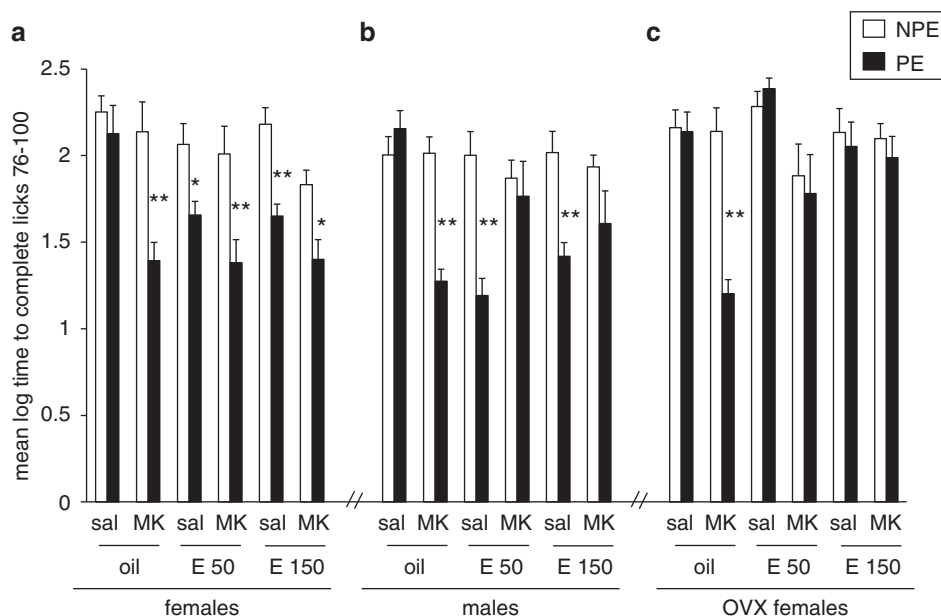 a
b
c
NPE
PE
mean log time to complete licks 76-100
2.5
2
1.5
1
0.5
0
**
*
**
**
*
**
**
**
**
sal MK sal MK sal MK
oil E 50 E 150
females
sal MK sal MK sal MK
oil E 50 E 150
males
sal MK sal MK sal MK
oil E 50 E 150
OVX females